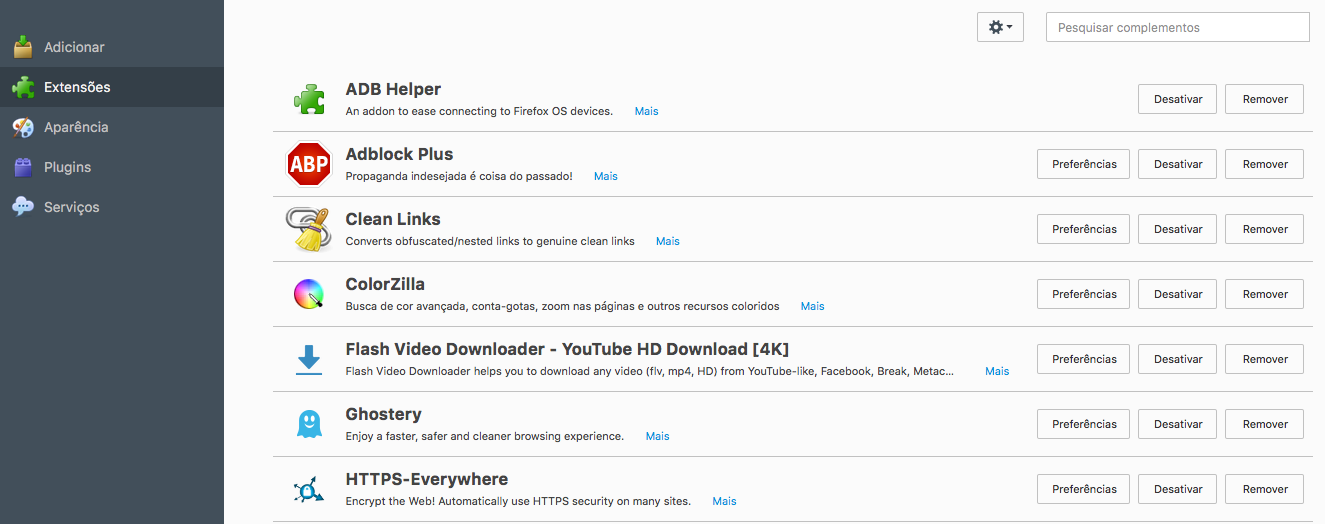 Pesquisar complementos
Adicionar
Extensões
Aparência
Plugins
Serviços
ADB Helper
An addon to ease connecting to Firefox OS devices. Mais
Desativar Remover
ABP
Adblock Plus
Propaganda indesejada é coisa do passado! Mais
Preferências Desativar Remover
Clean Links
Converts obfuscated/nested links to genuine clean links Mais
Preferências Desativar Remover
ColorZilla
Busca de cor avançada, conta-gotas, zoom nas páginas e outros recursos coloridos Mais
Preferências Desativar Remover
Flash Video Downloader - YouTube HD Download [4K]
Flash Video Downloader helps you to download any video (flv, mp4, HD) from YouTube-like, Facebook, Break, Metac... Mais
Preferências Desativar Remover
Ghostery
Enjoy a faster, safer and cleaner browsing experience. Mais
Preferências Desativar Remover
HTTPS-Everywhere
Encrypt the Web! Automatically use HTTPS security on many sites. Mais
Preferências Desativar Remover